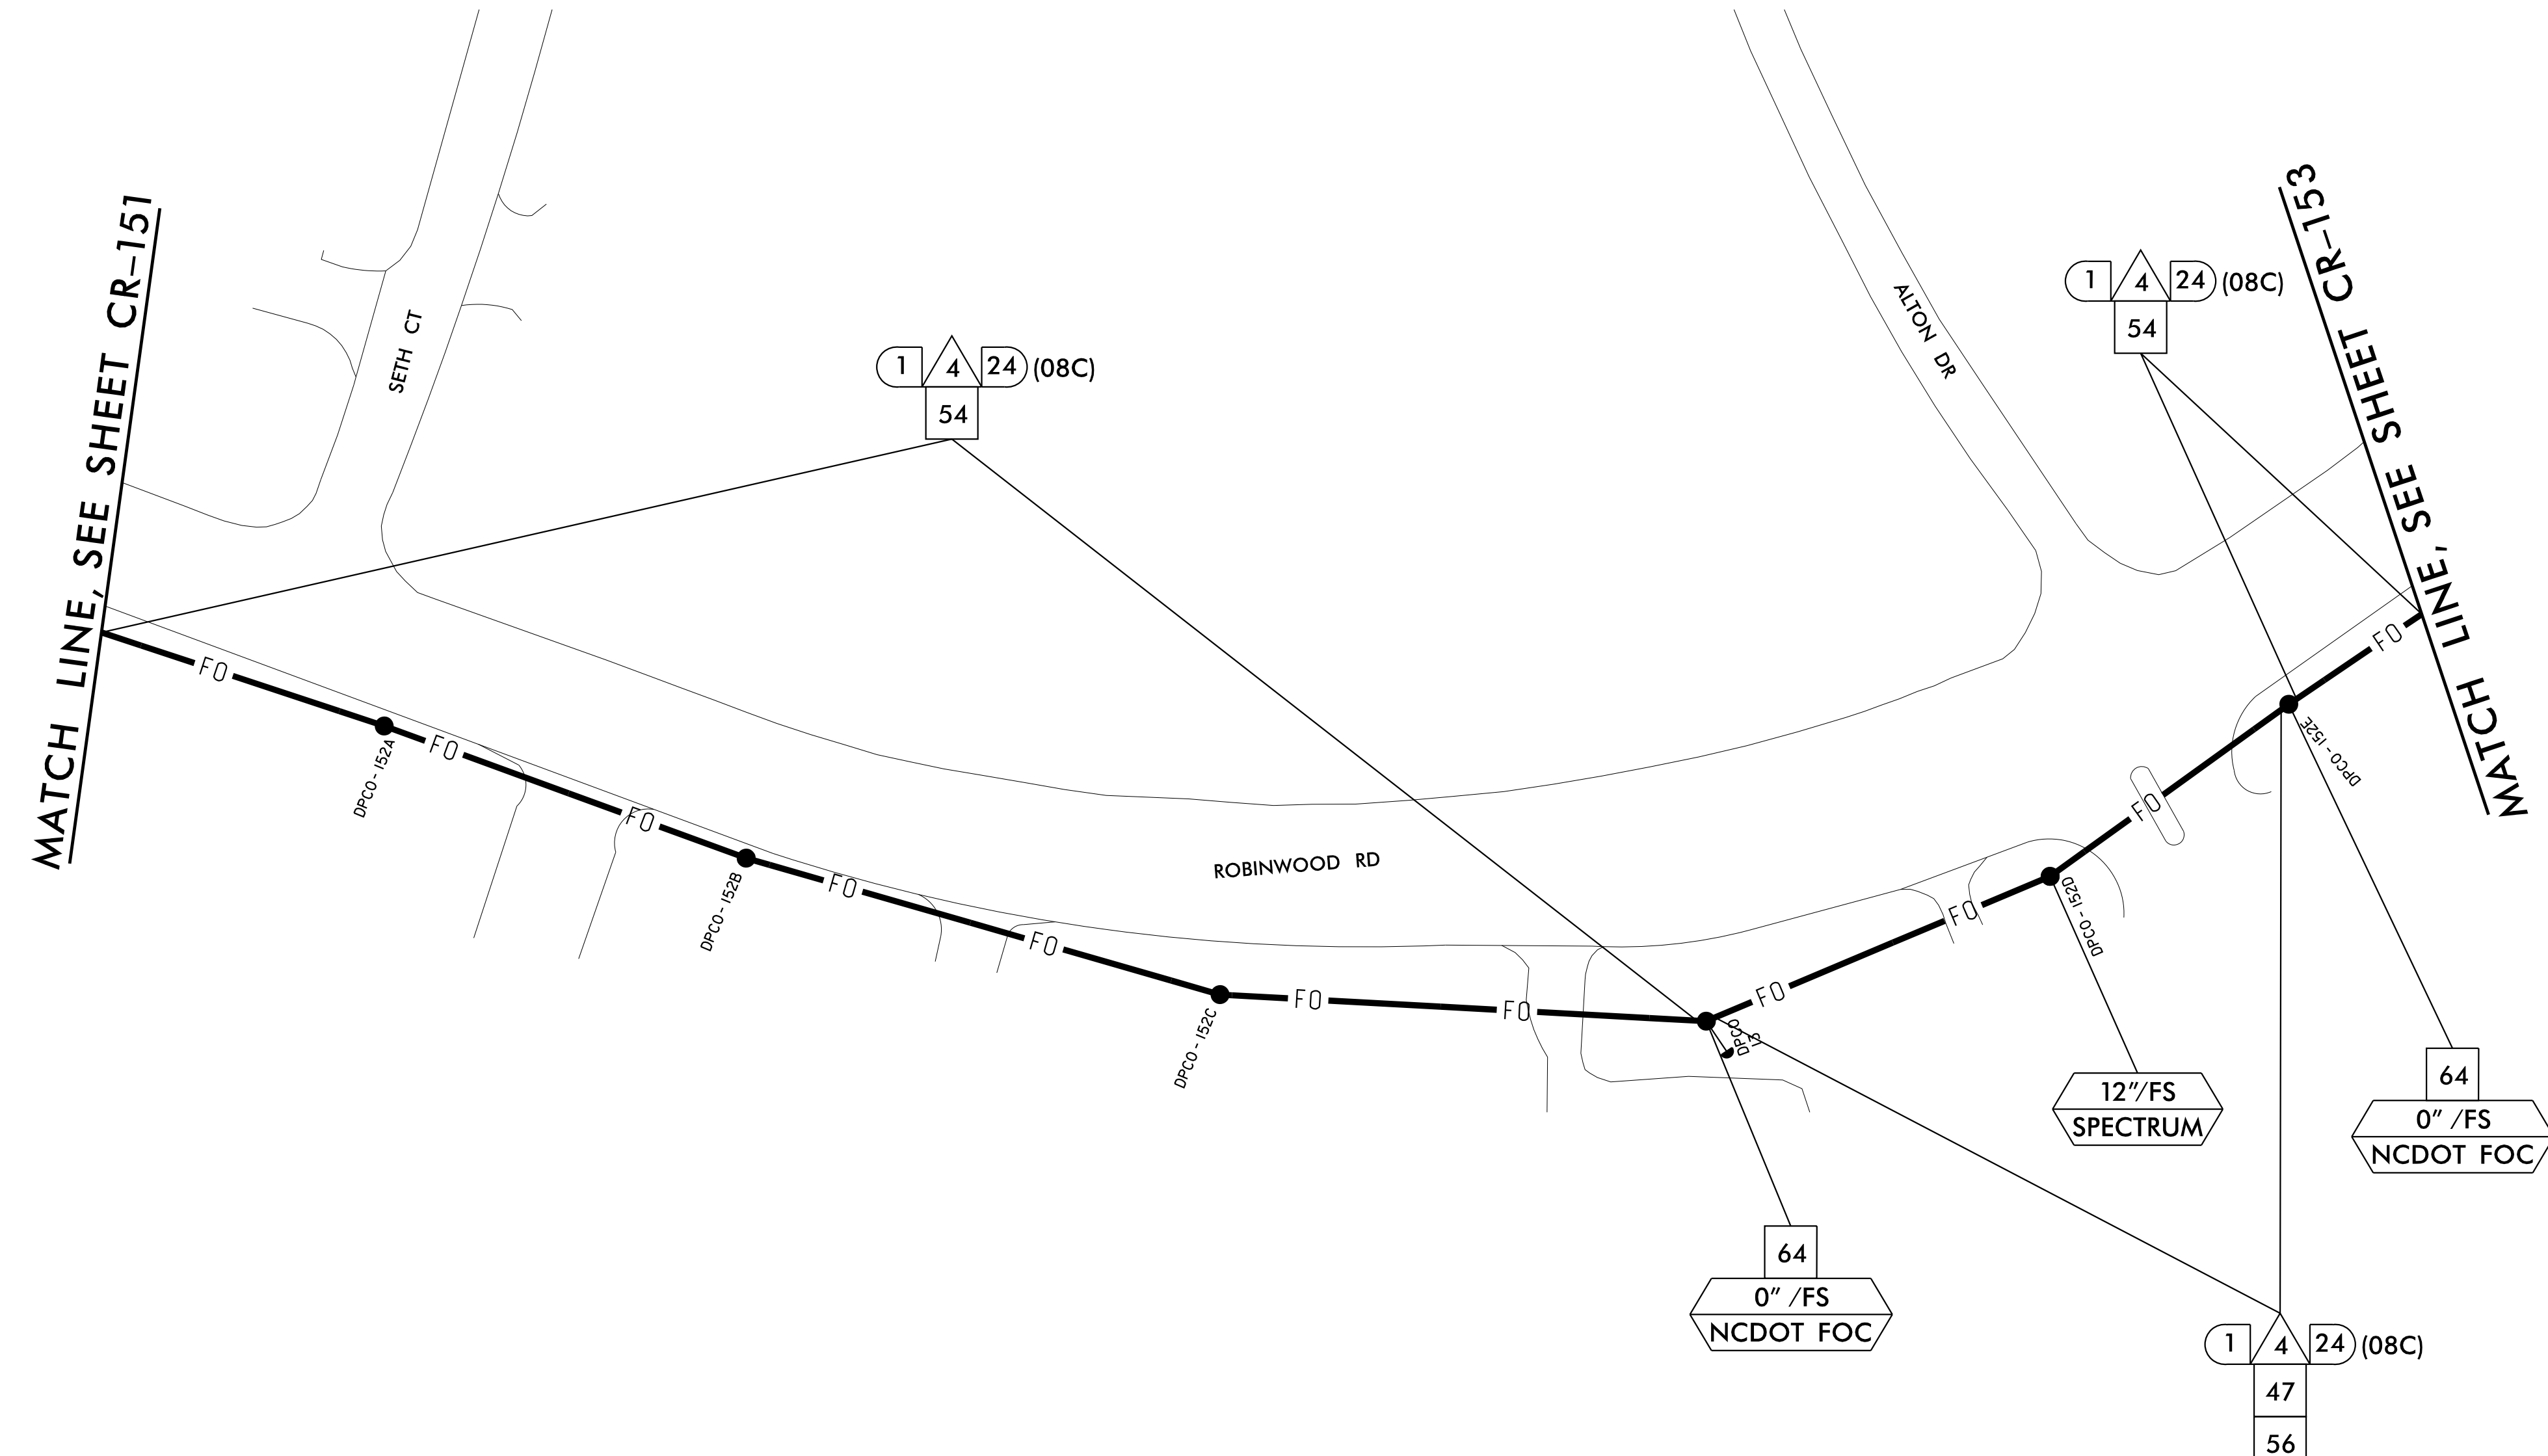 MATCH LINE, SEE SHEET CR-151
SETH CT
1 4 24 (08C)
54
ALTON DR
1 4 24 (08C)
54
MATCH LINE, SEE SHEET CR-153
FO
DPCO - 152A
FO
FO
DPCO - 152B
FO
FO
DPCO - 152C
ROBINWOOD RD
FO
FO
DPCO
13
FO
FO
DPCO - 152D
FO
DPCO - 152E
FO
12"/FS
SPECTRUM
64
0" /FS
NCDOT FOC
64
0" /FS
NCDOT FOC
1 4 24 (08C)
47
56